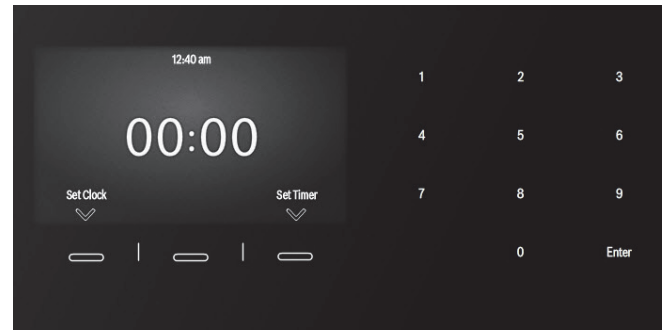 12:40 am
00:00
Set Clock
Set Timer
1 2 3
4 5 6
7 8 9
0 Enter